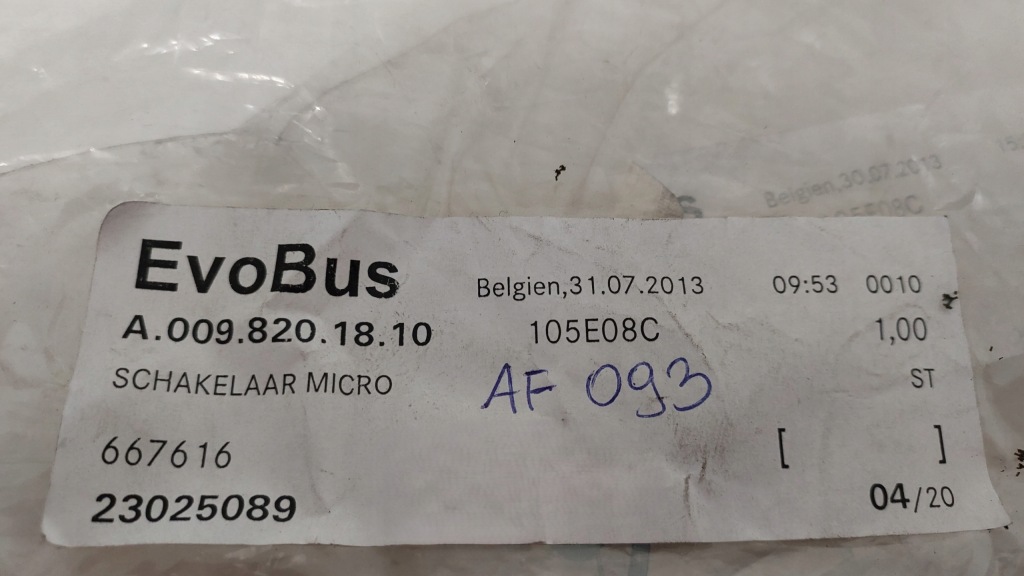 Belgien,30.07.2013
EvoBus Belgien,31.07.2013 09:53 0010
A.009.820.18.10 105E08C 1,00
SCHAKELAAR MICRO AF 093 ST
667616 [ ]
23025089 04/20